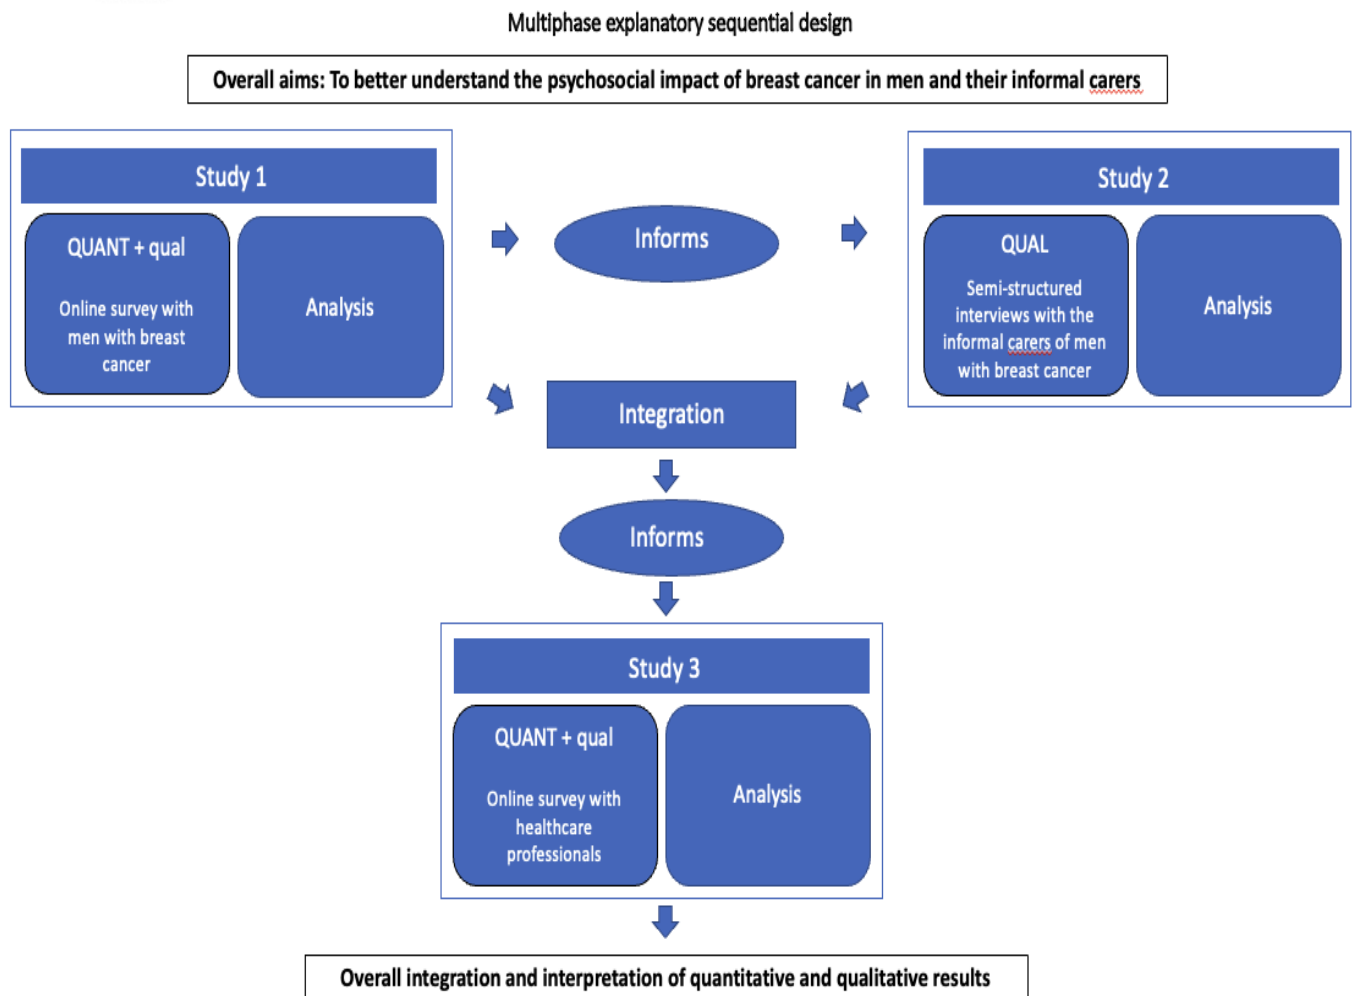 Multiphase explanatory sequential design
Overall aims: To better understand the psychosocial impact of breast cancer in men and their informal carers
Study 1
QUANT + qual
Online survey with
men with breast
cancer
Analysis
Informs
Study 2
QUAL
Semi-structured
interviews with the
informal carers of men
with breast cancer
Analysis
Integration
Informs
Study 3
QUANT + qual
Online survey with
healthcare
professionals
Analysis
Overall integration and interpretation of quantitative and qualitative results